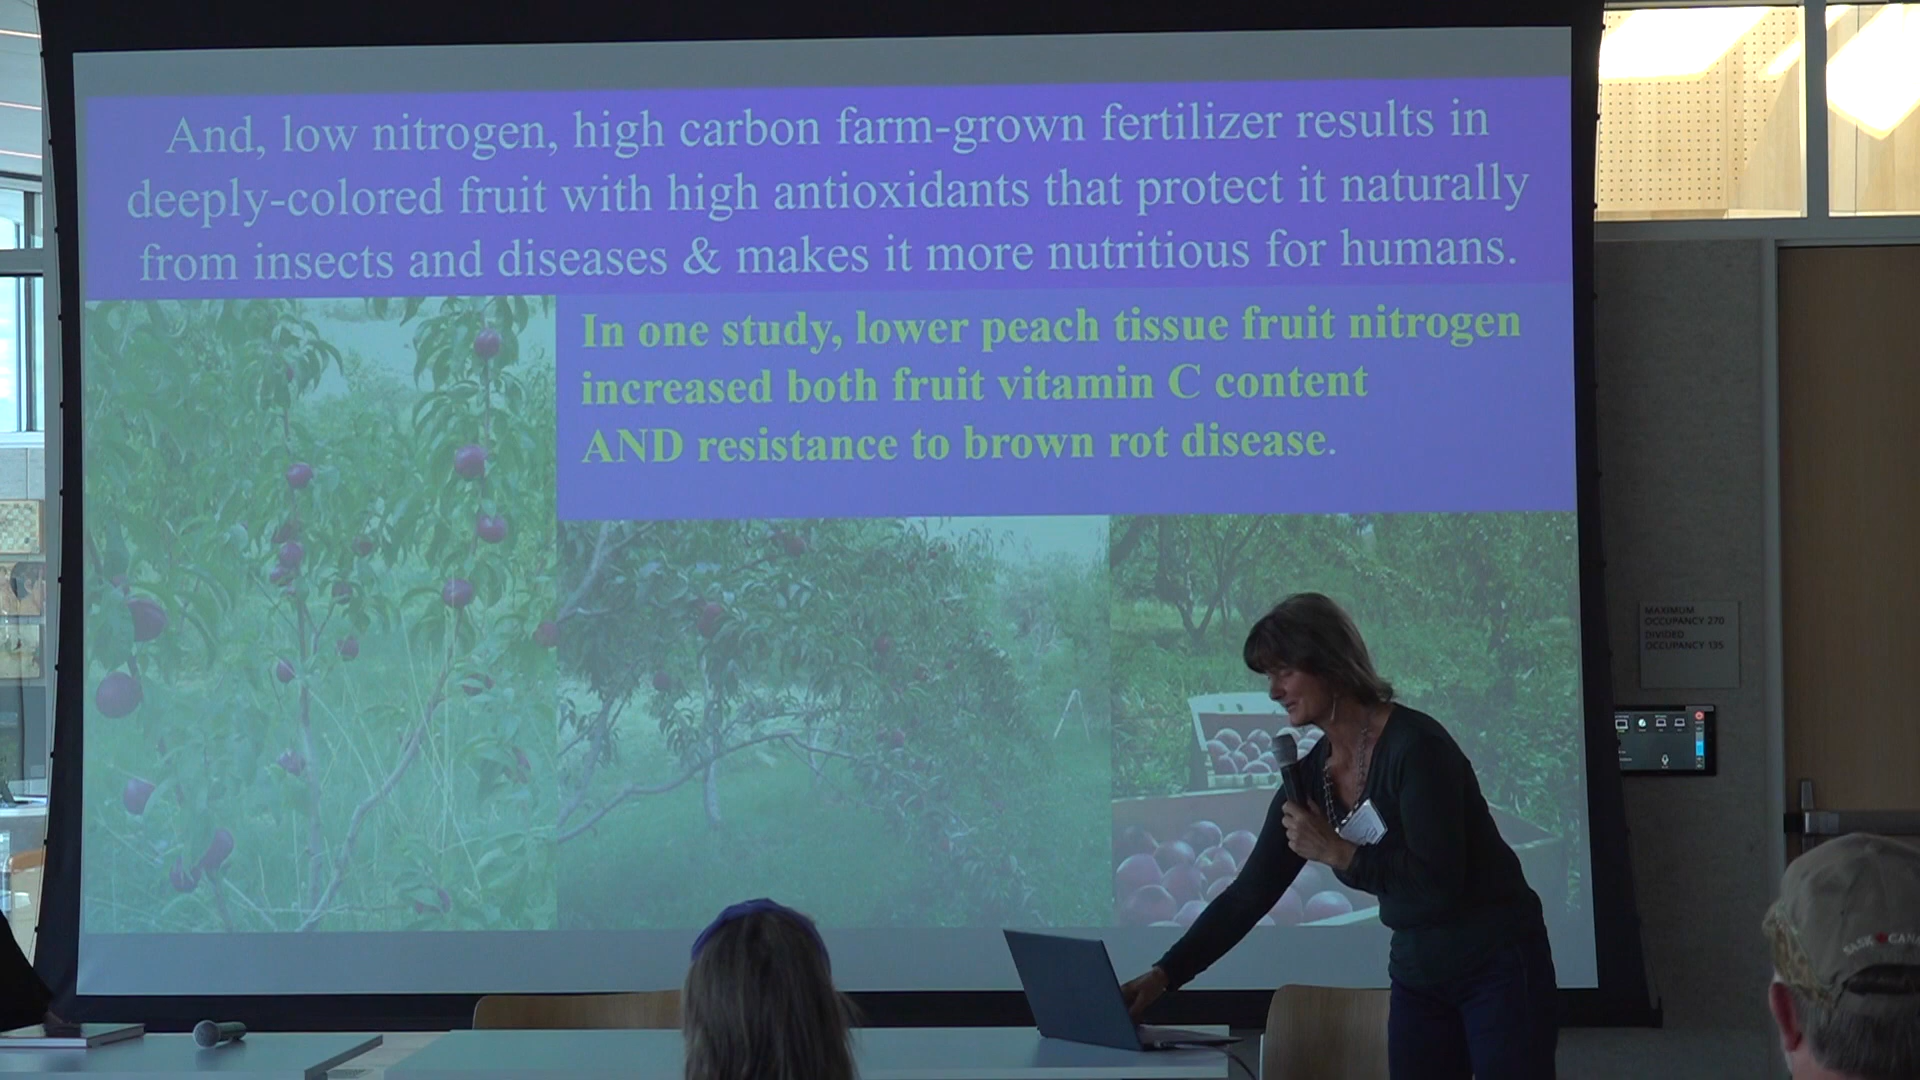 And, low nitrogen, high carbon farm-grown fertilizer results in
deeply-colored fruit with high antioxidants that protect it naturally
from insects and diseases & makes it more nutritious for humans.
In one study, lower peach tissue fruit nitrogen
increased both fruit vitamin C content
AND resistance to brown rot disease.
MAXIMUM
OCCUPANCY 270
DIVIDED
OCCUPANCY 135